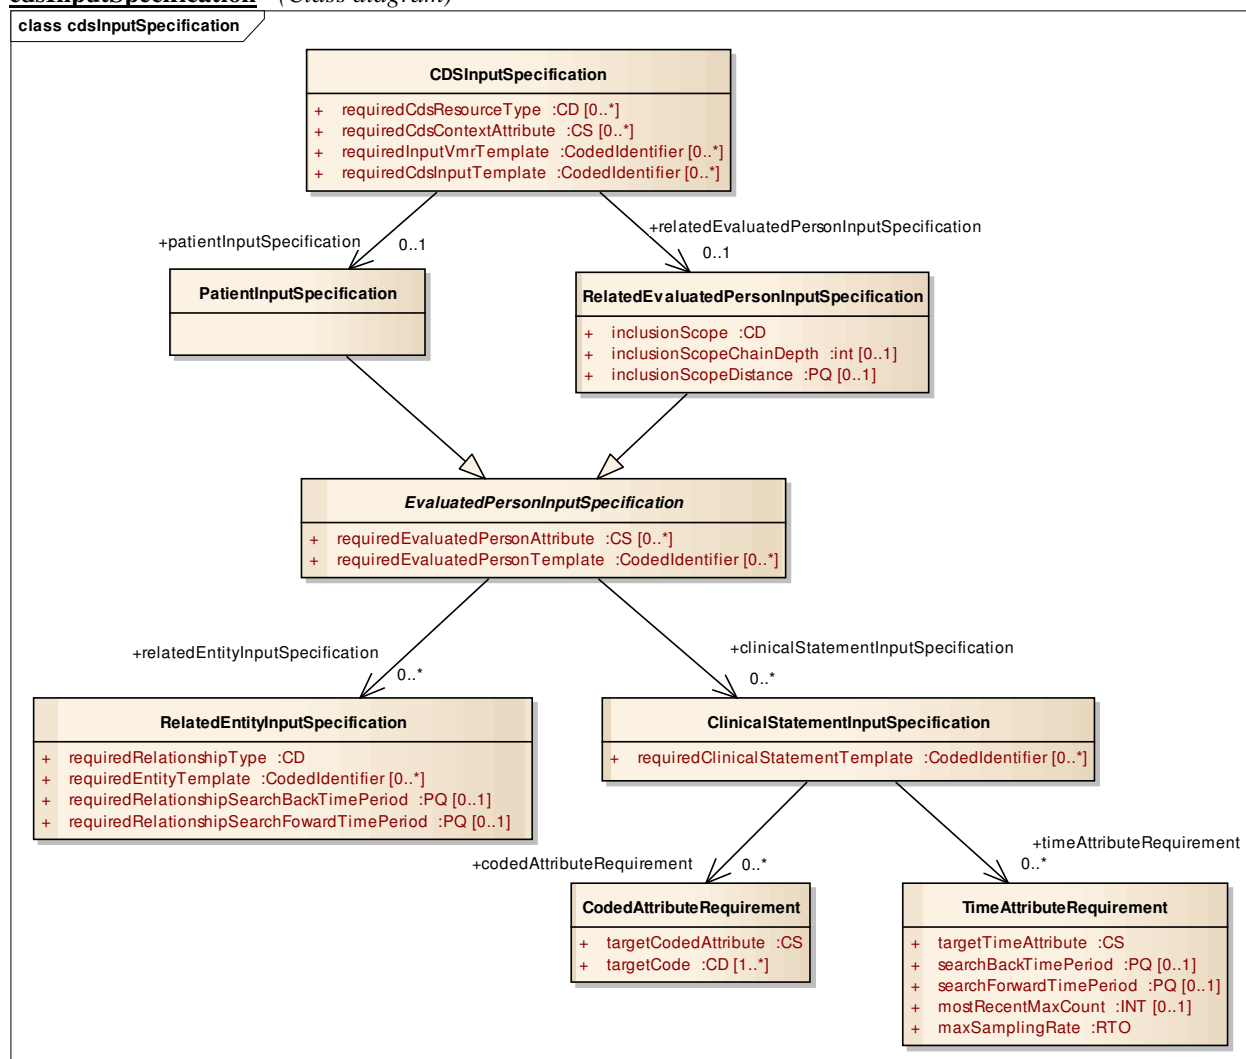 cdsInputSpecification - (Class diagram)
class cdsInputSpecification
CDSInputSpecification
+ requiredCdsResourceType :CD [0..*]
+ requiredCdsContextAttribute :CS [0..*]
+ requiredInputVmrTemplate :CodedIdentifier [0..*]
+ requiredCdsInputTemplate :CodedIdentifier [0..*]
+patientInputSpecification
0..1
+relatedEvaluatedPersonInputSpecification
0..1
PatientInputSpecification
RelatedEvaluatedPersonInputSpecification
+ inclusionScope :CD
+ inclusionScopeChainDepth :int [0..1]
+ inclusionScopeDistance :PQ [0..1]
EvaluatedPersonInputSpecification
+ requiredEvaluatedPersonAttribute :CS [0..*]
+ requiredEvaluatedPersonTemplate :CodedIdentifier [0..*]
+relatedEntityInputSpecification
0..*
+clinicalStatementInputSpecification
0..*
RelatedEntityInputSpecification
+ requiredRelationshipType :CD
+ requiredEntityTemplate :CodedIdentifier [0..*]
+ requiredRelationshipSearchBackTimePeriod :PQ [0..1]
+ requiredRelationshipSearchFowardTimePeriod :PQ [0..1]
ClinicalStatementInputSpecification
+ requiredClinicalStatementTemplate :CodedIdentifier [0..*]
+codedAttributeRequirement
0..*
+timeAttributeRequirement
0..*
CodedAttributeRequirement
+ targetCodedAttribute :CS
+ targetCode :CD [1..*]
TimeAttributeRequirement
+ targetTimeAttribute :CS
+ searchBackTimePeriod :PQ [0..1]
+ searchForwardTimePeriod :PQ [0..1]
+ mostRecentMaxCount :INT [0..1]
+ maxSamplingRate :RTO